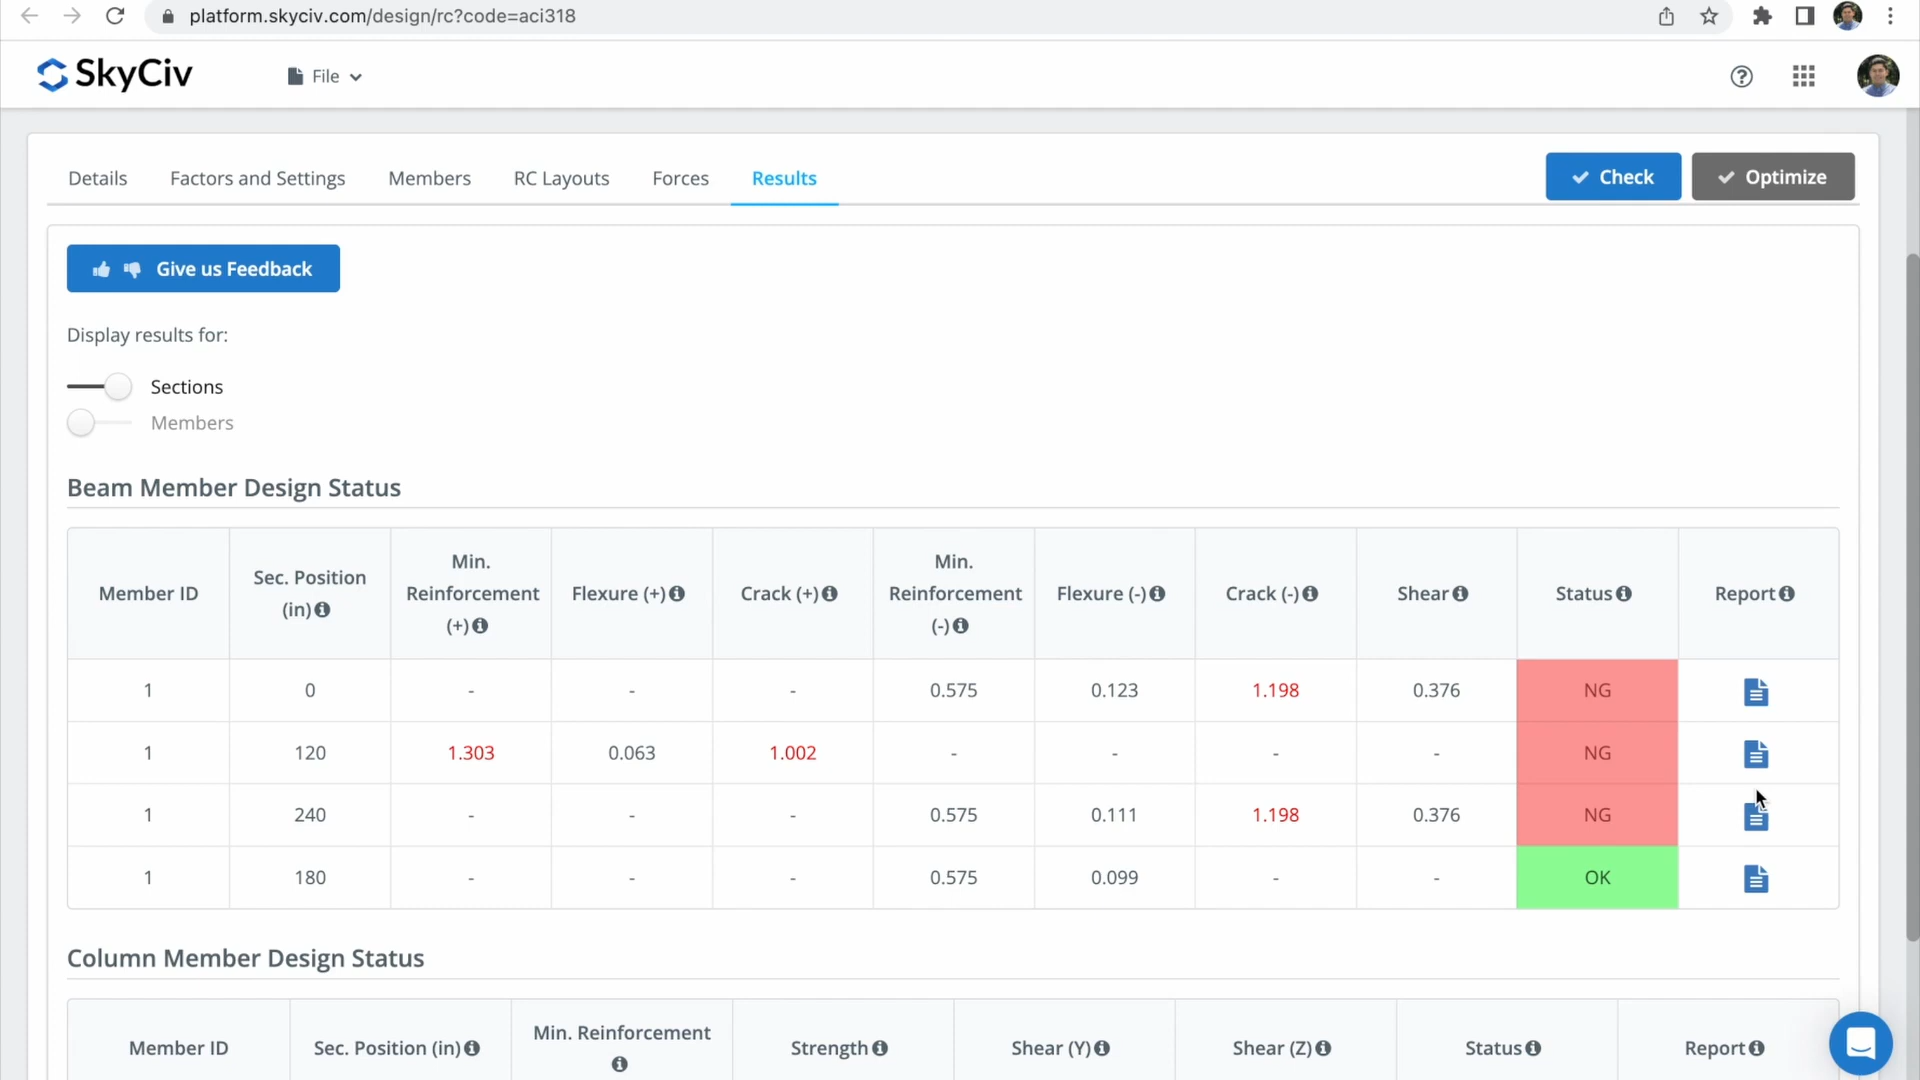 platform.skyciv.com/design/rc?code=aci318
SkyCiv
File
Details Factors and Settings Members RC Layouts Forces Results
Check Optimize
Give us Feedback
Display results for:
Sections
Members
Beam Member Design Status
Member ID Sec. Position (in) Min. Reinforcement (+) Flexure (+) Crack (+) Min. Reinforcement (-) Flexure (-) Crack (-) Shear Status Report
1 0 - - - 0.575 0.123 1.198 0.376 NG
1 120 1.303 0.063 1.002 - - - - NG
1 240 - - - 0.575 0.111 1.198 0.376 NG
1 180 - - - 0.575 0.099 - - OK
Column Member Design Status
Member ID Sec. Position (in) Min. Reinforcement Strength Shear (Y) Shear (Z) Status Report